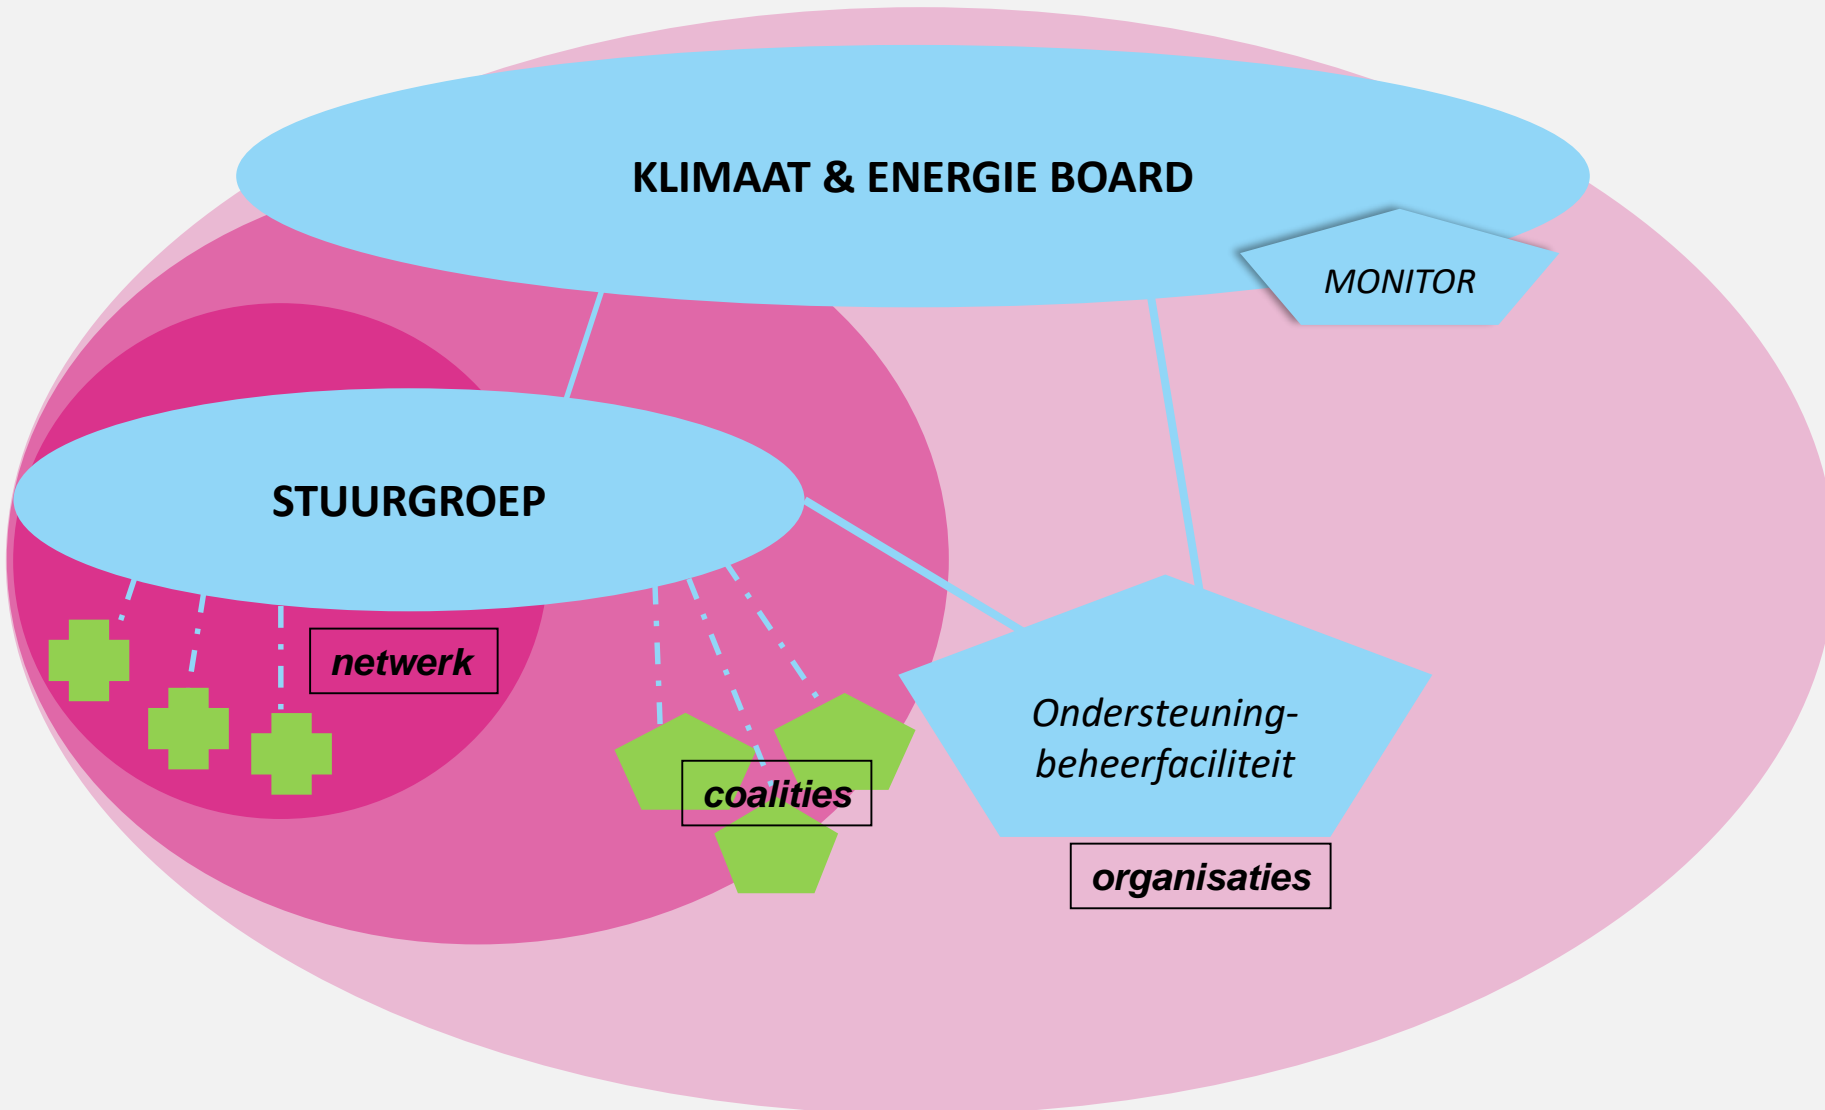 KLIMAAT & ENERGIE BOARD
MONITOR
STUURGROEP
netwerk
Ondersteuning-
beheerfaciliteit
coalities
organisaties